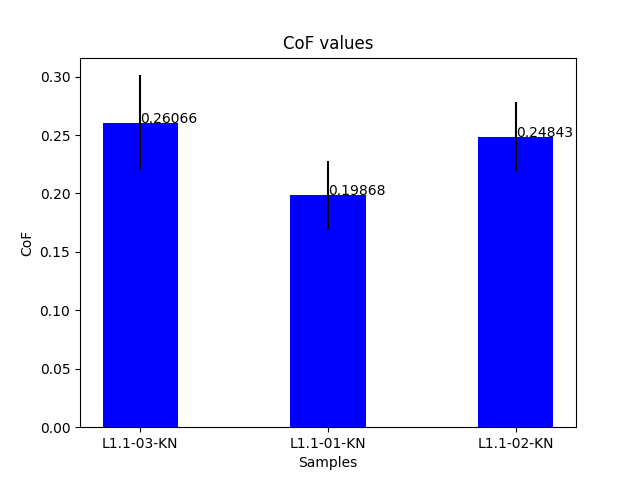 CoF values
0.30
0.25
0.20
0.15
0.10
0.05
0.00
CoF
0.26066
0.19868
0.24843
L1.1-03-KN
L1.1-01-KN
L1.1-02-KN
Samples